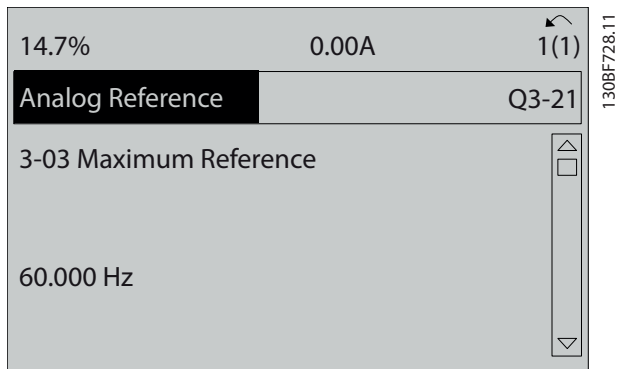 14.7% 0.00A 1(1)
Analog Reference Q3-21
3-03 Maximum Reference
60.000 Hz
130BF728.11